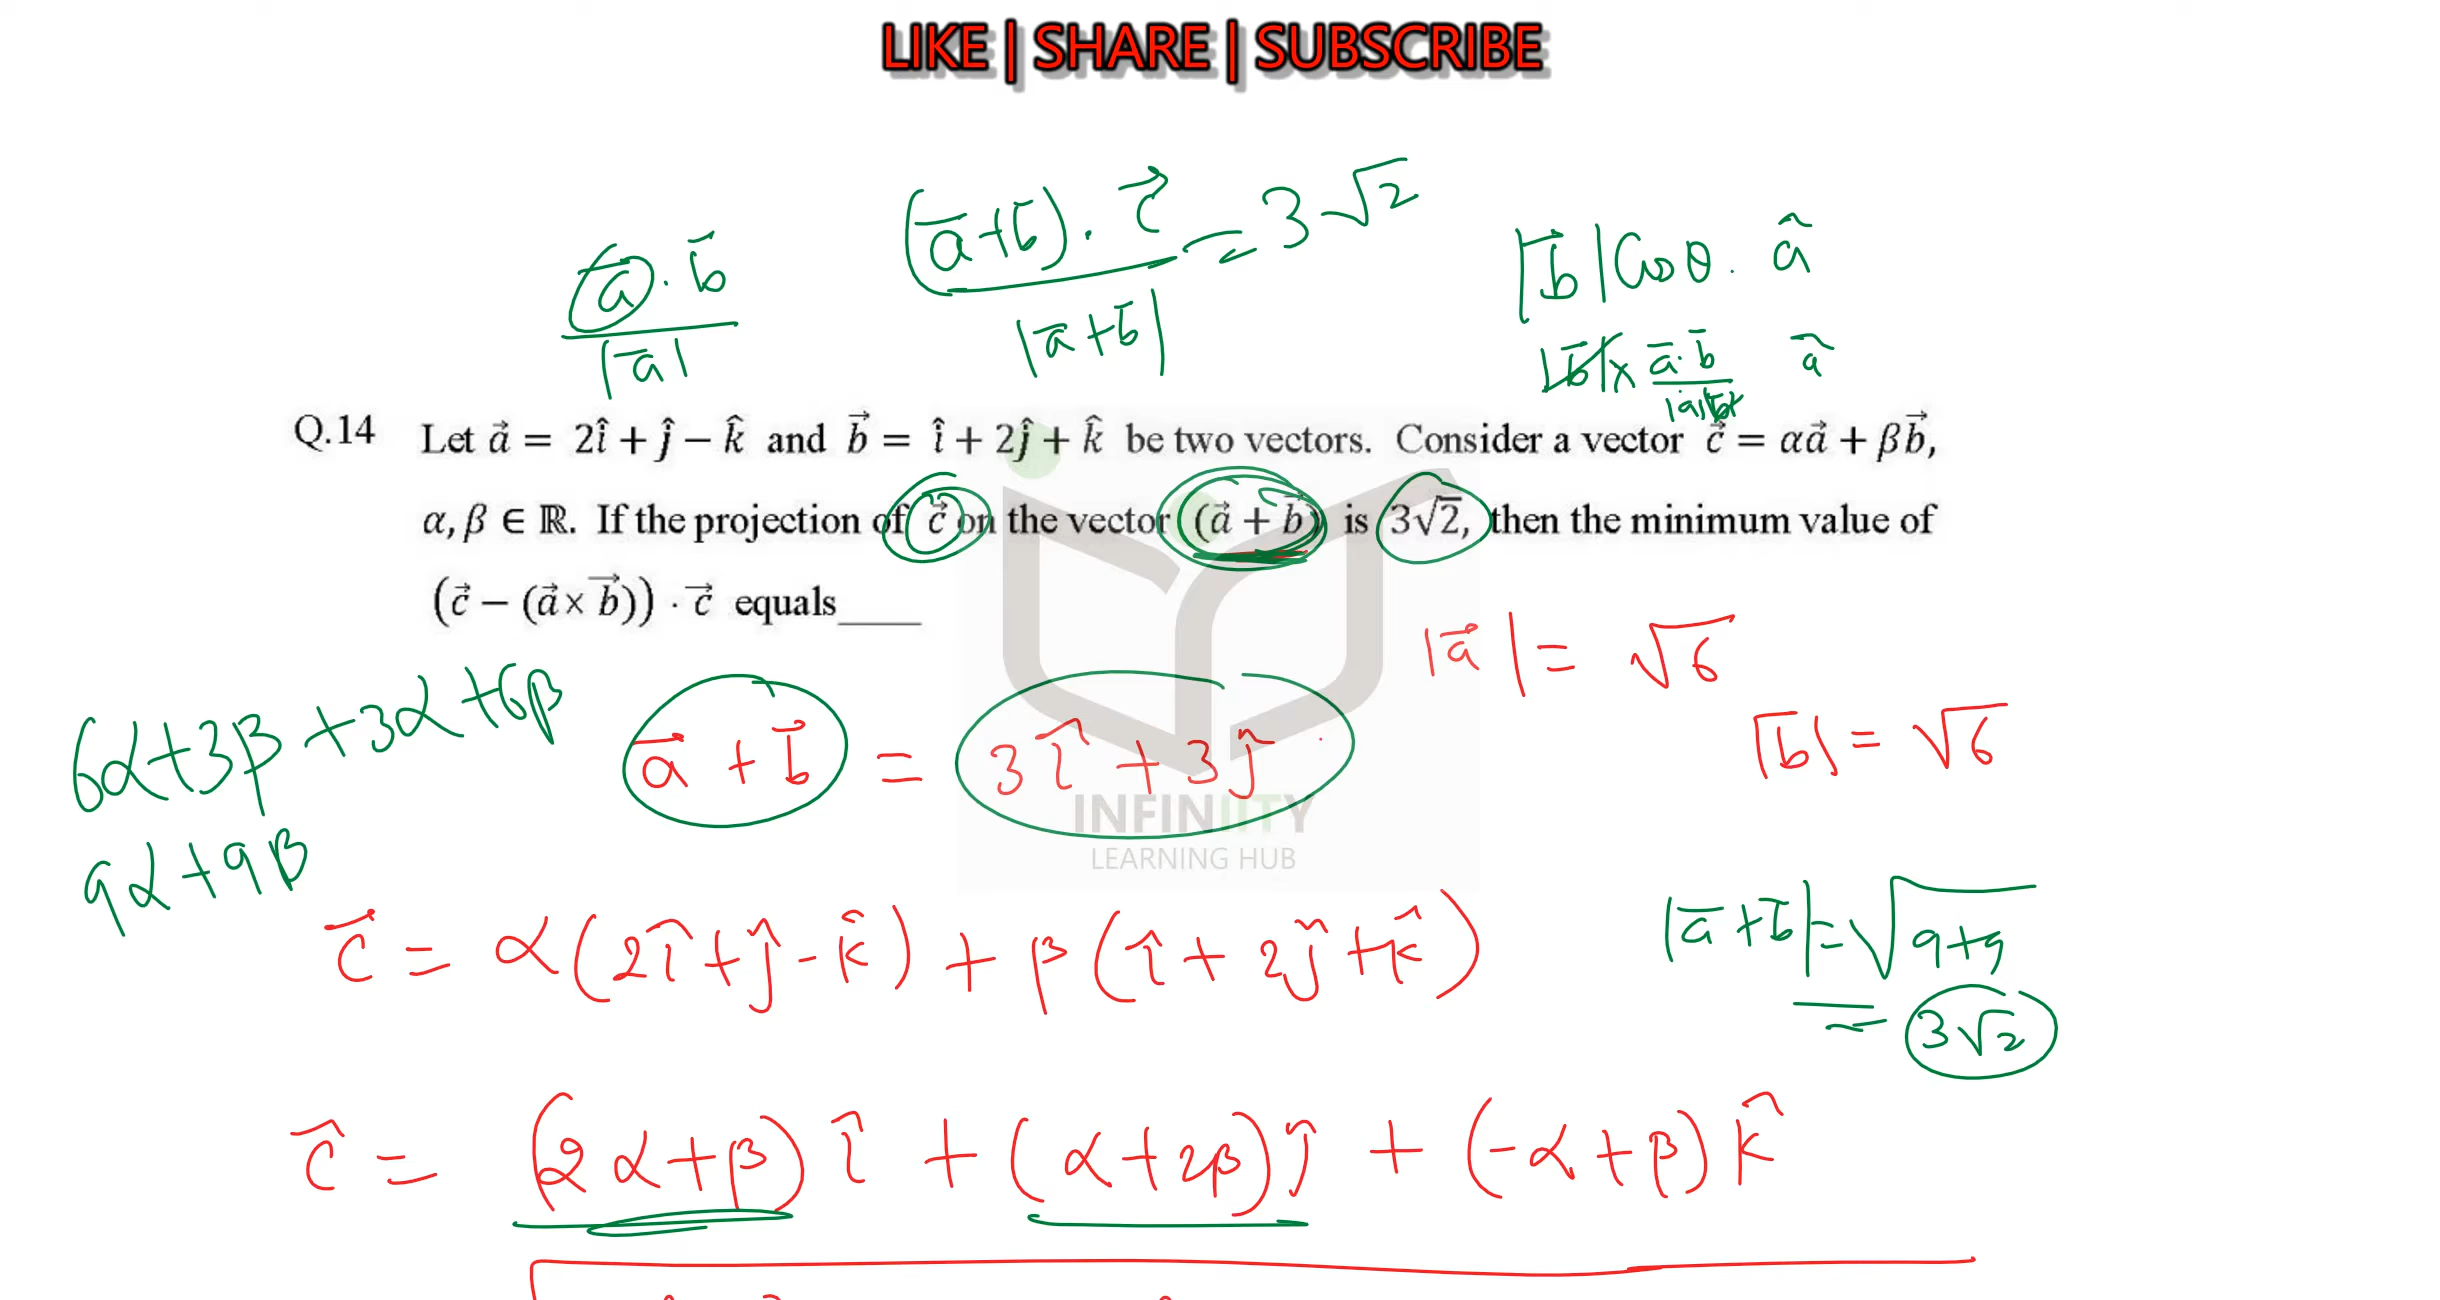 LIKE | SHARE | SUBSCRIBE
(a̅+b̅) · c⃗ / |a̅+b̅| = 3√2
a̅ · b̅ / |a̅|
|b⃗| Cos θ · â
|b̅| × a̅·b̅ / |a̅||b̅| â
Q.14 Let a⃗ = 2î + ĵ − k̂ and b⃗ = î + 2ĵ + k̂ be two vectors. Consider a vector c⃗ = αa⃗ + βb⃗,
α, β ∈ ℝ. If the projection of c⃗ on the vector (a⃗ + b⃗) is 3√2, then the minimum value of
(c⃗ − (a⃗ × b⃗)) · c⃗ equals____
|a⃗| = √6
|b⃗| = √6
6α+3β+3α+6β
9α+9β
a⃗ + b⃗ = 3î + 3ĵ
INFINIITY
LEARNING HUB
|a̅+b̅| = √9+9
= 3√2
c⃗ = α(2î+ĵ-k̂) + β(î+2ĵ+k̂)
c⃗ = (2α+β)î + (α+2β)ĵ + (-α+β)k̂